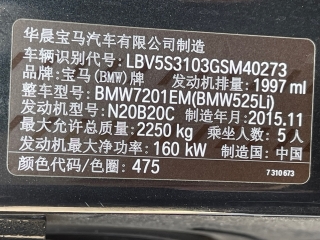 华晨宝马汽车有限公司制造
车辆识别代号: LBV5S3103GSM40273
品牌: 宝马(BMW)牌 发动机排量: 1997 ml
整车型号: BMW7201EM(BMW525Li)
发动机型号: N20B20C 制造年月: 2015.11
最大允许总质量: 2250 kg 乘坐人数: 5 人
发动机最大净功率: 160 kW 制造国: 中国
颜色代码/色圈: 475
7 310 673